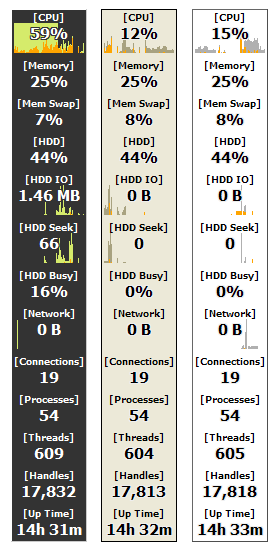 [CPU]
59%
[Memory]
25%
[Mem Swap]
7%
[HDD]
44%
[HDD IO]
1.46 MB
[HDD Seek]
66
[HDD Busy]
16%
[Network]
0 B
[Connections]
19
[Processes]
54
[Threads]
609
[Handles]
17,832
[Up Time]
14h 31m
[CPU]
12%
[Memory]
25%
[Mem Swap]
8%
[HDD]
44%
[HDD IO]
0 B
[HDD Seek]
0
[HDD Busy]
0%
[Network]
0 B
[Connections]
19
[Processes]
54
[Threads]
604
[Handles]
17,813
[Up Time]
14h 32m
[CPU]
15%
[Memory]
25%
[Mem Swap]
8%
[HDD]
44%
[HDD IO]
0 B
[HDD Seek]
0
[HDD Busy]
0%
[Network]
0 B
[Connections]
19
[Processes]
54
[Threads]
605
[Handles]
17,818
[Up Time]
14h 33m